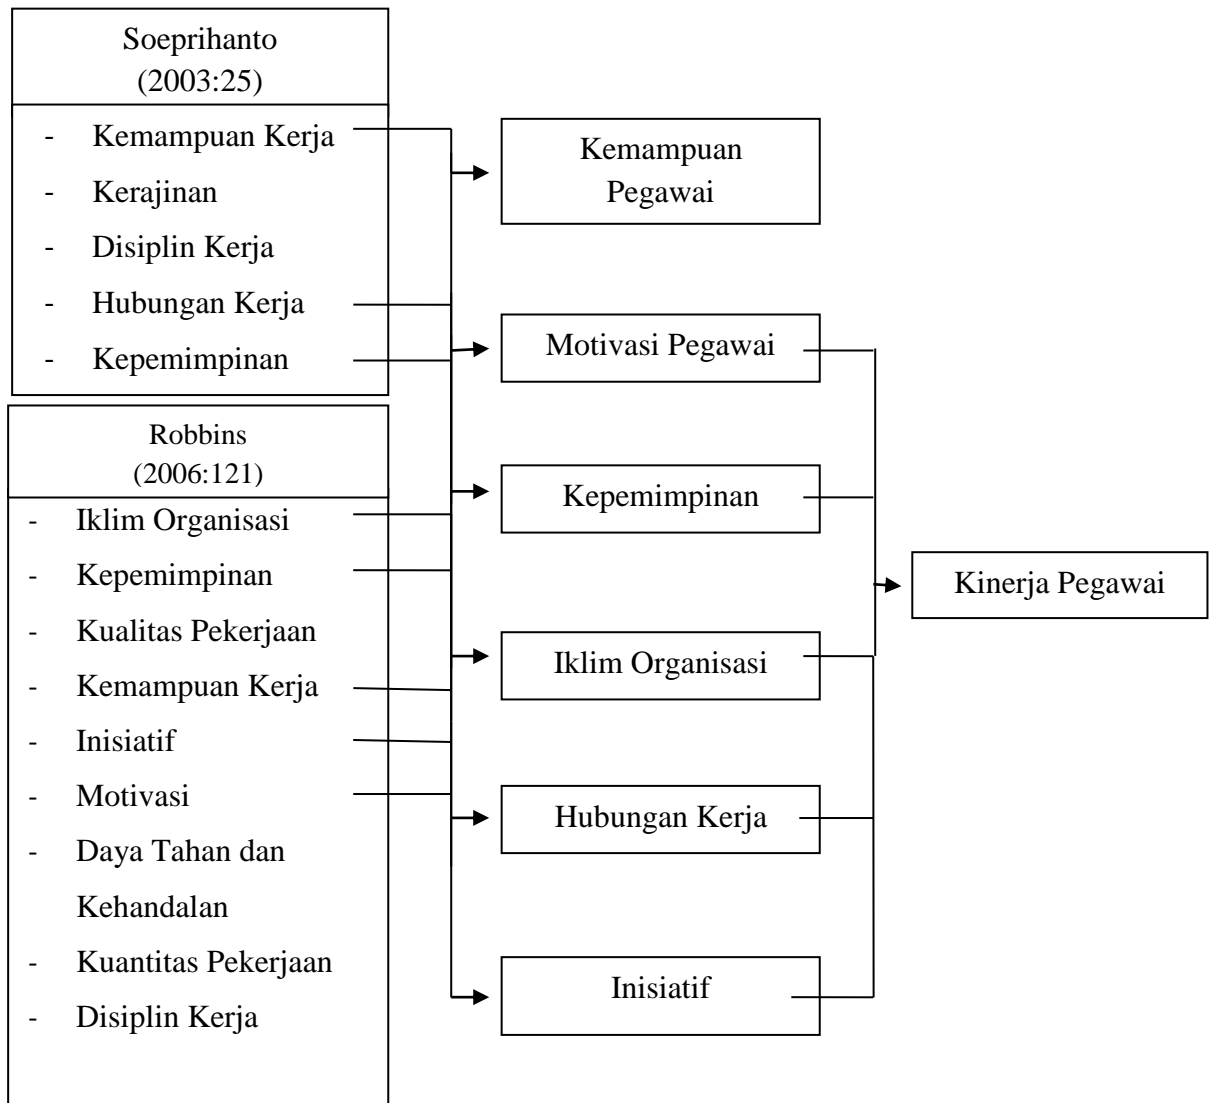 Soeprihanto
(2003:25)
- Kemampuan Kerja
- Kerajinan
- Disiplin Kerja
- Hubungan Kerja
- Kepemimpinan
Robbins
(2006:121)
- Iklim Organisasi
- Kepemimpinan
- Kualitas Pekerjaan
- Kemampuan Kerja
- Inisiatif
- Motivasi
- Daya Tahan dan
Kehandalan
- Kuantitas Pekerjaan
- Disiplin Kerja
Kemampuan
Pegawai
Motivasi Pegawai
Kepemimpinan
Iklim Organisasi
Hubungan Kerja
Inisiatif
Kinerja Pegawai